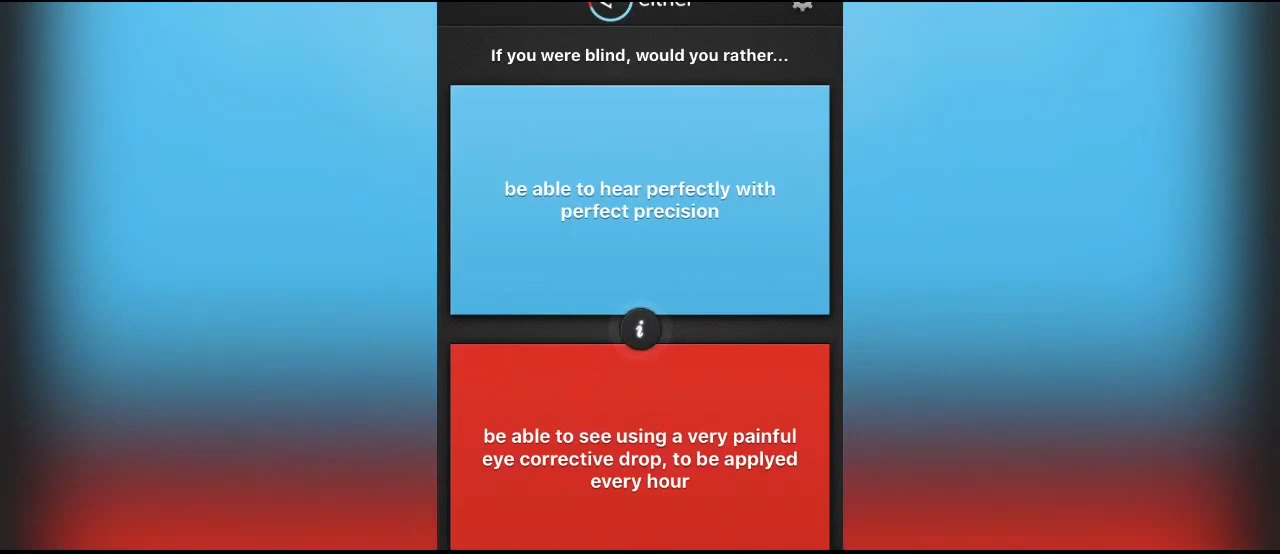 either
If you were blind, would you rather...
be able to hear perfectly with
perfect precision
i
be able to see using a very painful
eye corrective drop, to be applyed
every hour